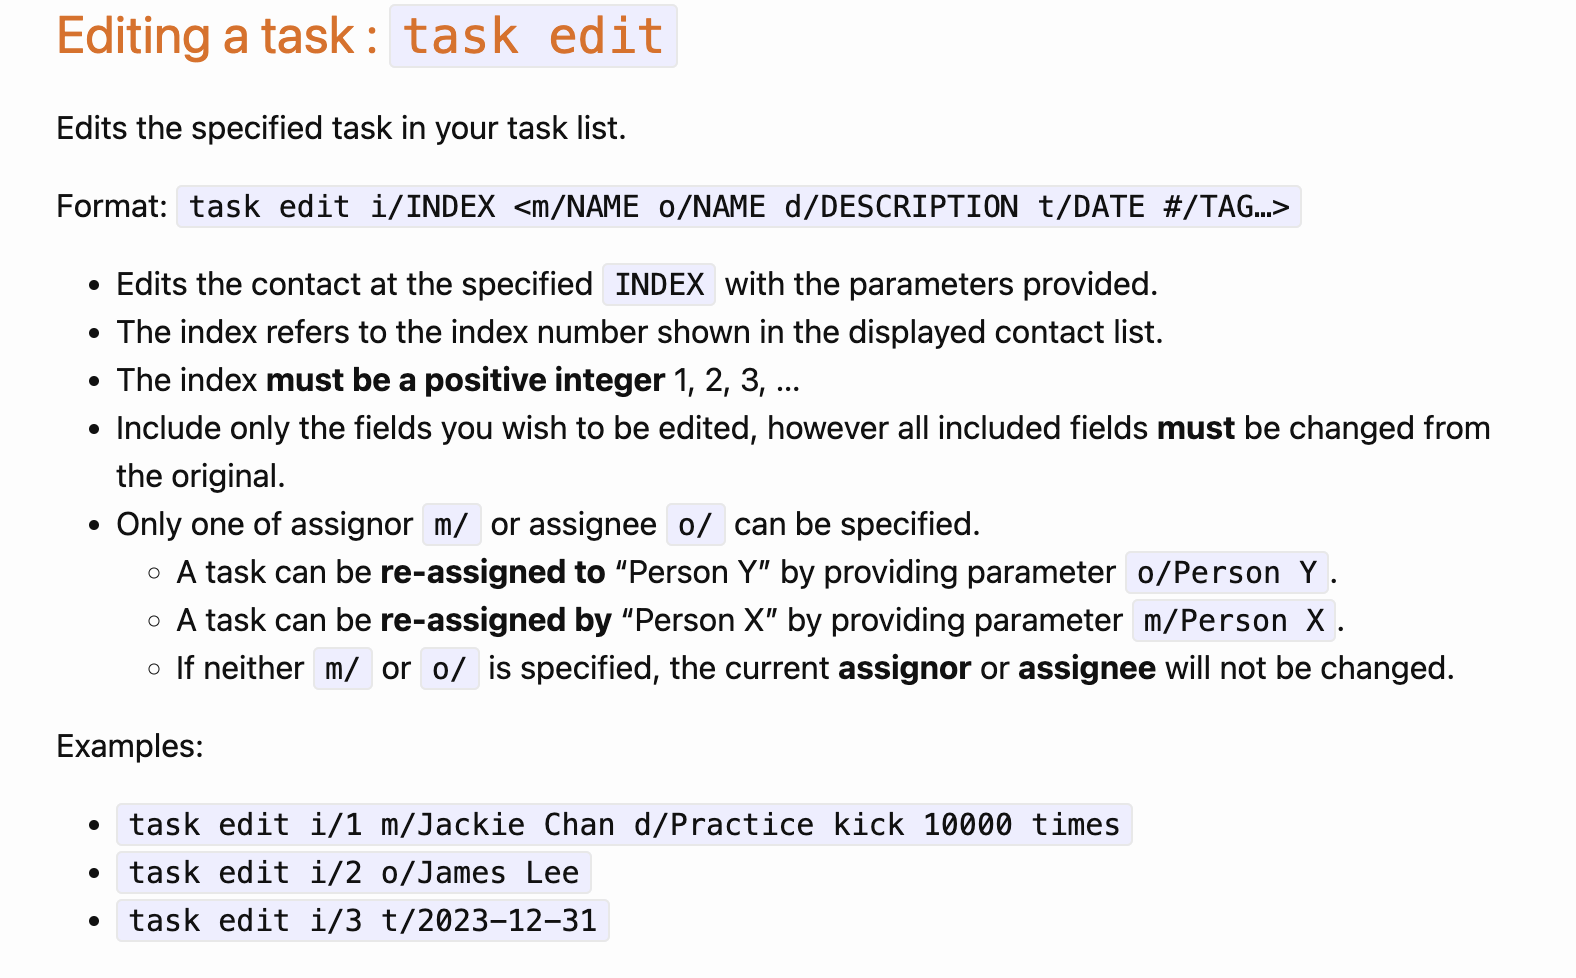 Editing a task : task edit
Edits the specified task in your task list.
Format: task edit i/INDEX <m/NAME o/NAME d/DESCRIPTION t/DATE #/TAG…>
• Edits the contact at the specified INDEX with the parameters provided.
• The index refers to the index number shown in the displayed contact list.
• The index must be a positive integer 1, 2, 3, …
• Include only the fields you wish to be edited, however all included fields must be changed from
the original.
• Only one of assignor m/ or assignee o/ can be specified.
◦ A task can be re-assigned to “Person Y” by providing parameter o/Person Y.
◦ A task can be re-assigned by “Person X” by providing parameter m/Person X.
◦ If neither m/ or o/ is specified, the current assignor or assignee will not be changed.
Examples:
• task edit i/1 m/Jackie Chan d/Practice kick 10000 times
• task edit i/2 o/James Lee
• task edit i/3 t/2023-12-31